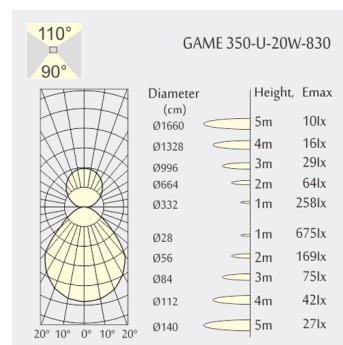 110°
90°
GAME 350-U-20W-830
Diameter Height, Emax
(cm)
Ø1660 5m 10lx
Ø1328 4m 16lx
Ø996 3m 29lx
Ø664 2m 64lx
Ø332 1m 258lx
Ø28 1m 675lx
Ø56 2m 169lx
Ø84 3m 75lx
Ø112 4m 42lx
Ø140 5m 27lx
20° 10° 0° 10° 20°